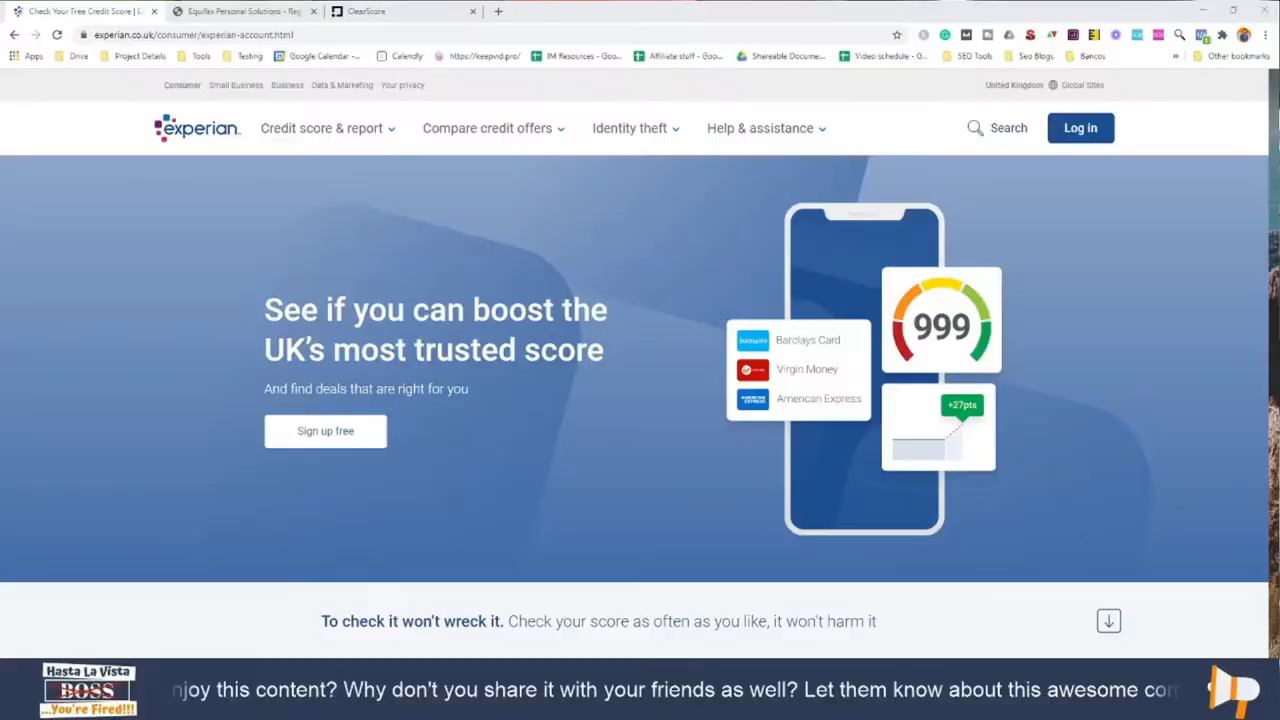 Check Your Free Credit Score |
Equifax Personal Solutions - Reg
ClearScore
experian.co.uk/consumer/experian-account.html
Apps
Drive
Project Details
Tools
Testing
Google Calendar -...
Calendly
https://keepvid.pro/
IM Resources - Goo...
Affiliate stuff - Goo...
Shareable Docume...
Video schedule - G...
SEO Tools
Seo Blogs
Bancos
»
Other bookmarks
Consumer Small Business Business Data & Marketing Your privacy
United Kingdom Global Sites
experian.
Credit score & report
Compare credit offers
Identity theft
Help & assistance
Search
Log in
See if you can boost the
UK's most trusted score
And find deals that are right for you
Sign up free
Barclays Card
Virgin Money
AMERICAN EXPRESS
American Express
999
+27pts
To check it won't wreck it. Check your score as often as you like, it won't harm it
Hasta La Vista
BOSS
...You're Fired!!!
njoy this content? Why don't you share it with your friends as well? Let them know about this awesome con